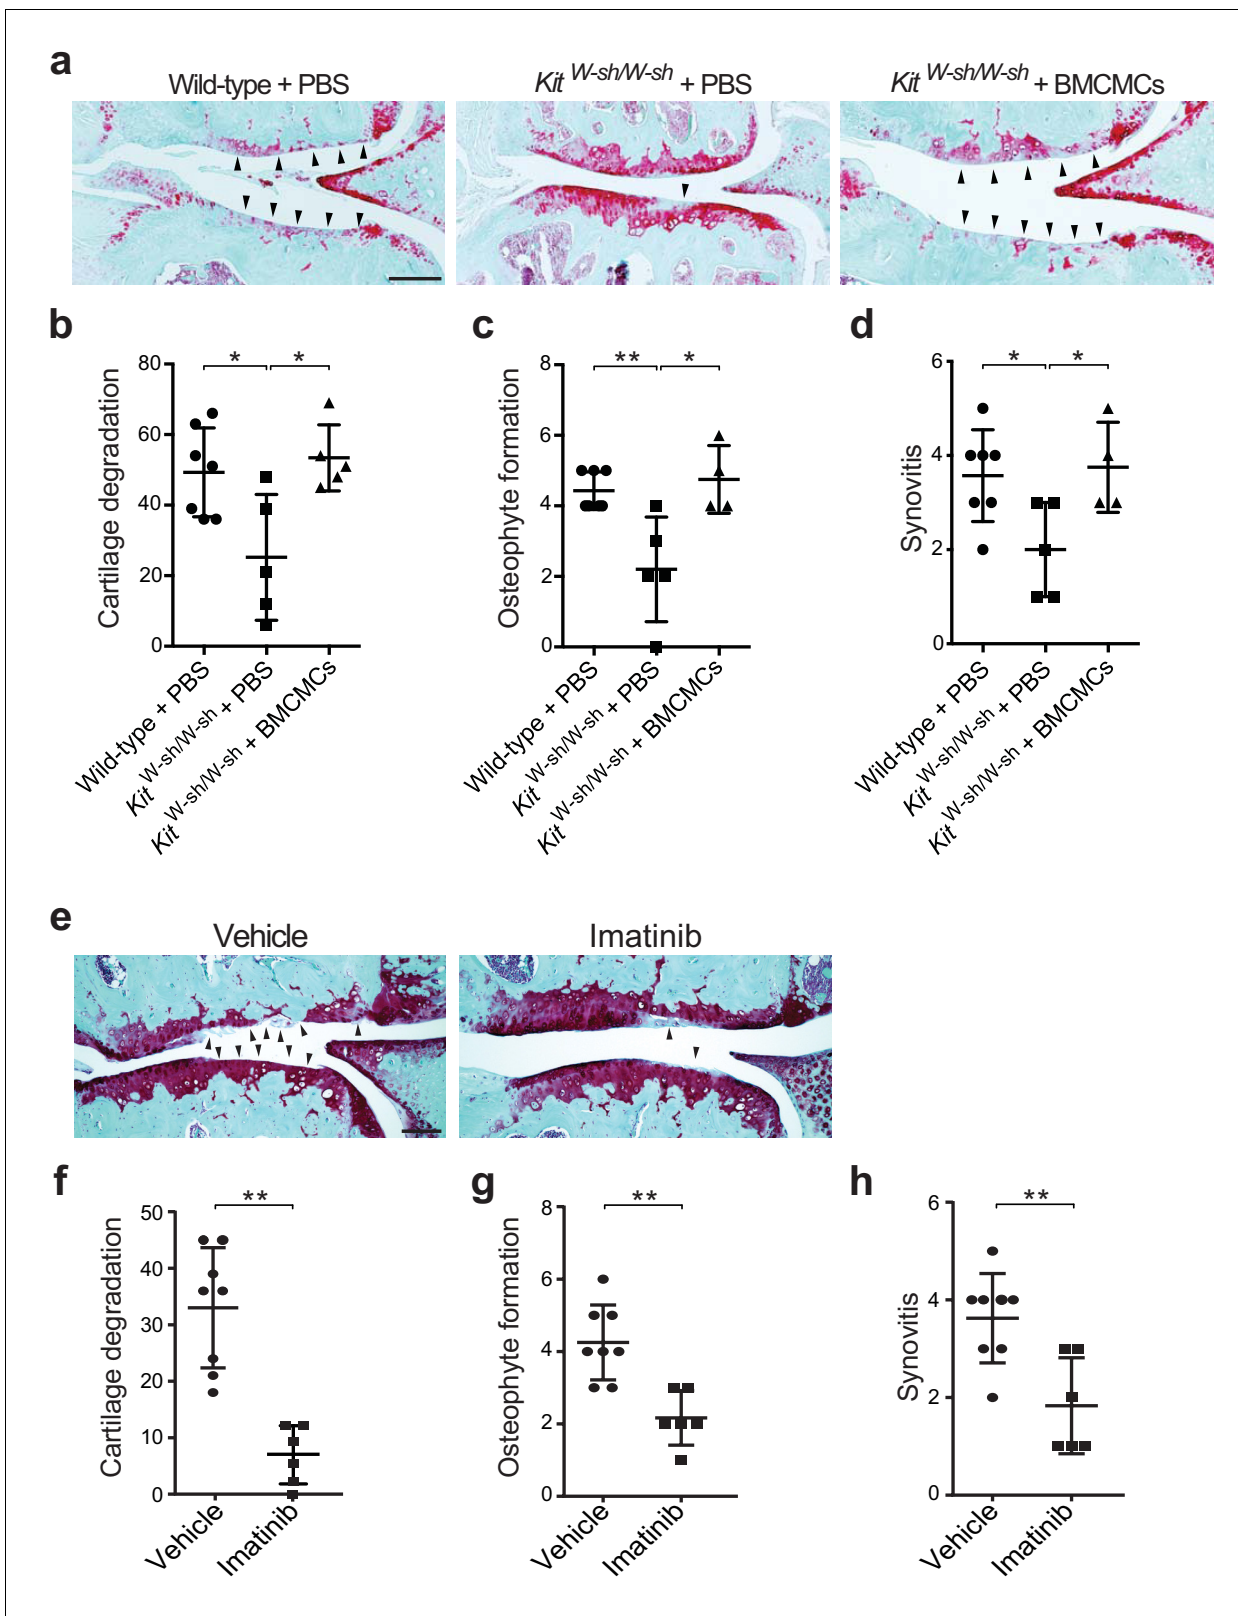 a
Wild-type + PBS
Kit W-sh/W-sh + PBS
Kit W-sh/W-sh + BMCMCs
b
Cartilage degradation
80
60
40
20
0
*
*
Wild-type + PBS
Kit W-sh/W-sh + PBS
Kit W-sh/W-sh + BMCMCs
c
Osteophyte formation
8
6
4
2
0
**
*
Wild-type + PBS
Kit W-sh/W-sh + PBS
Kit W-sh/W-sh + BMCMCs
d
Synovitis
6
4
2
0
*
*
Wild-type + PBS
Kit W-sh/W-sh + PBS
Kit W-sh/W-sh + BMCMCs
e
Vehicle
Imatinib
f
Cartilage degradation
50
40
30
20
10
0
**
Vehicle
Imatinib
g
Osteophyte formation
8
6
4
2
0
**
Vehicle
Imatinib
h
Synovitis
6
4
2
0
**
Vehicle
Imatinib